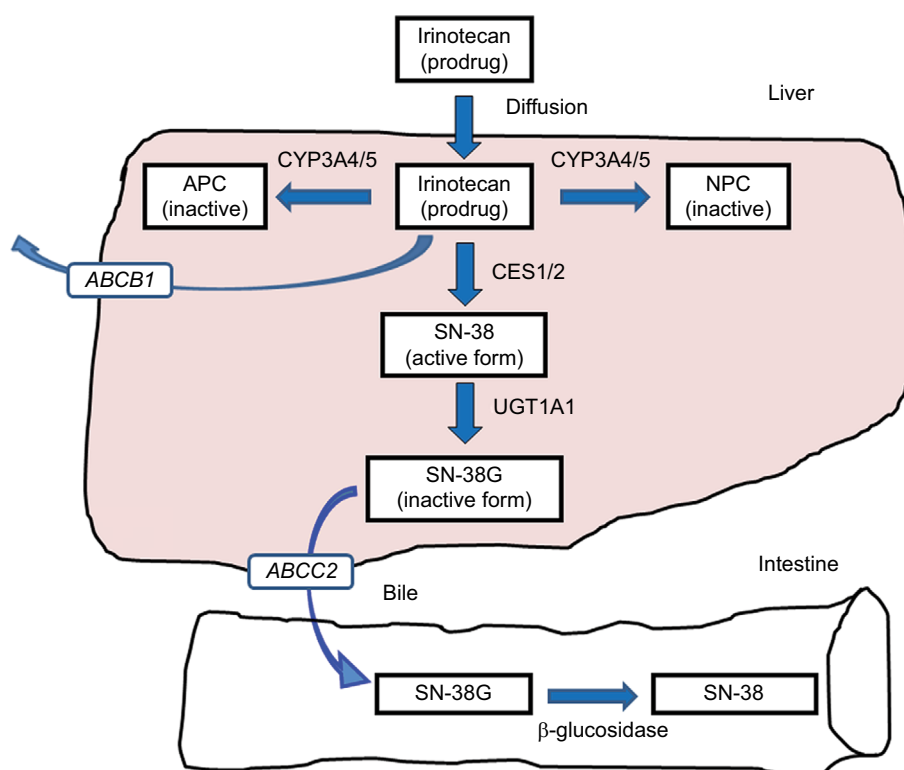 Irinotecan
(prodrug)
Diffusion
Liver
CYP3A4/5
CYP3A4/5
APC
(inactive)
Irinotecan
(prodrug)
NPC
(inactive)
ABCB1
CES1/2
SN-38
(active form)
UGT1A1
SN-38G
(inactive form)
ABCC2
Bile
Intestine
SN-38G
SN-38
β-glucosidase